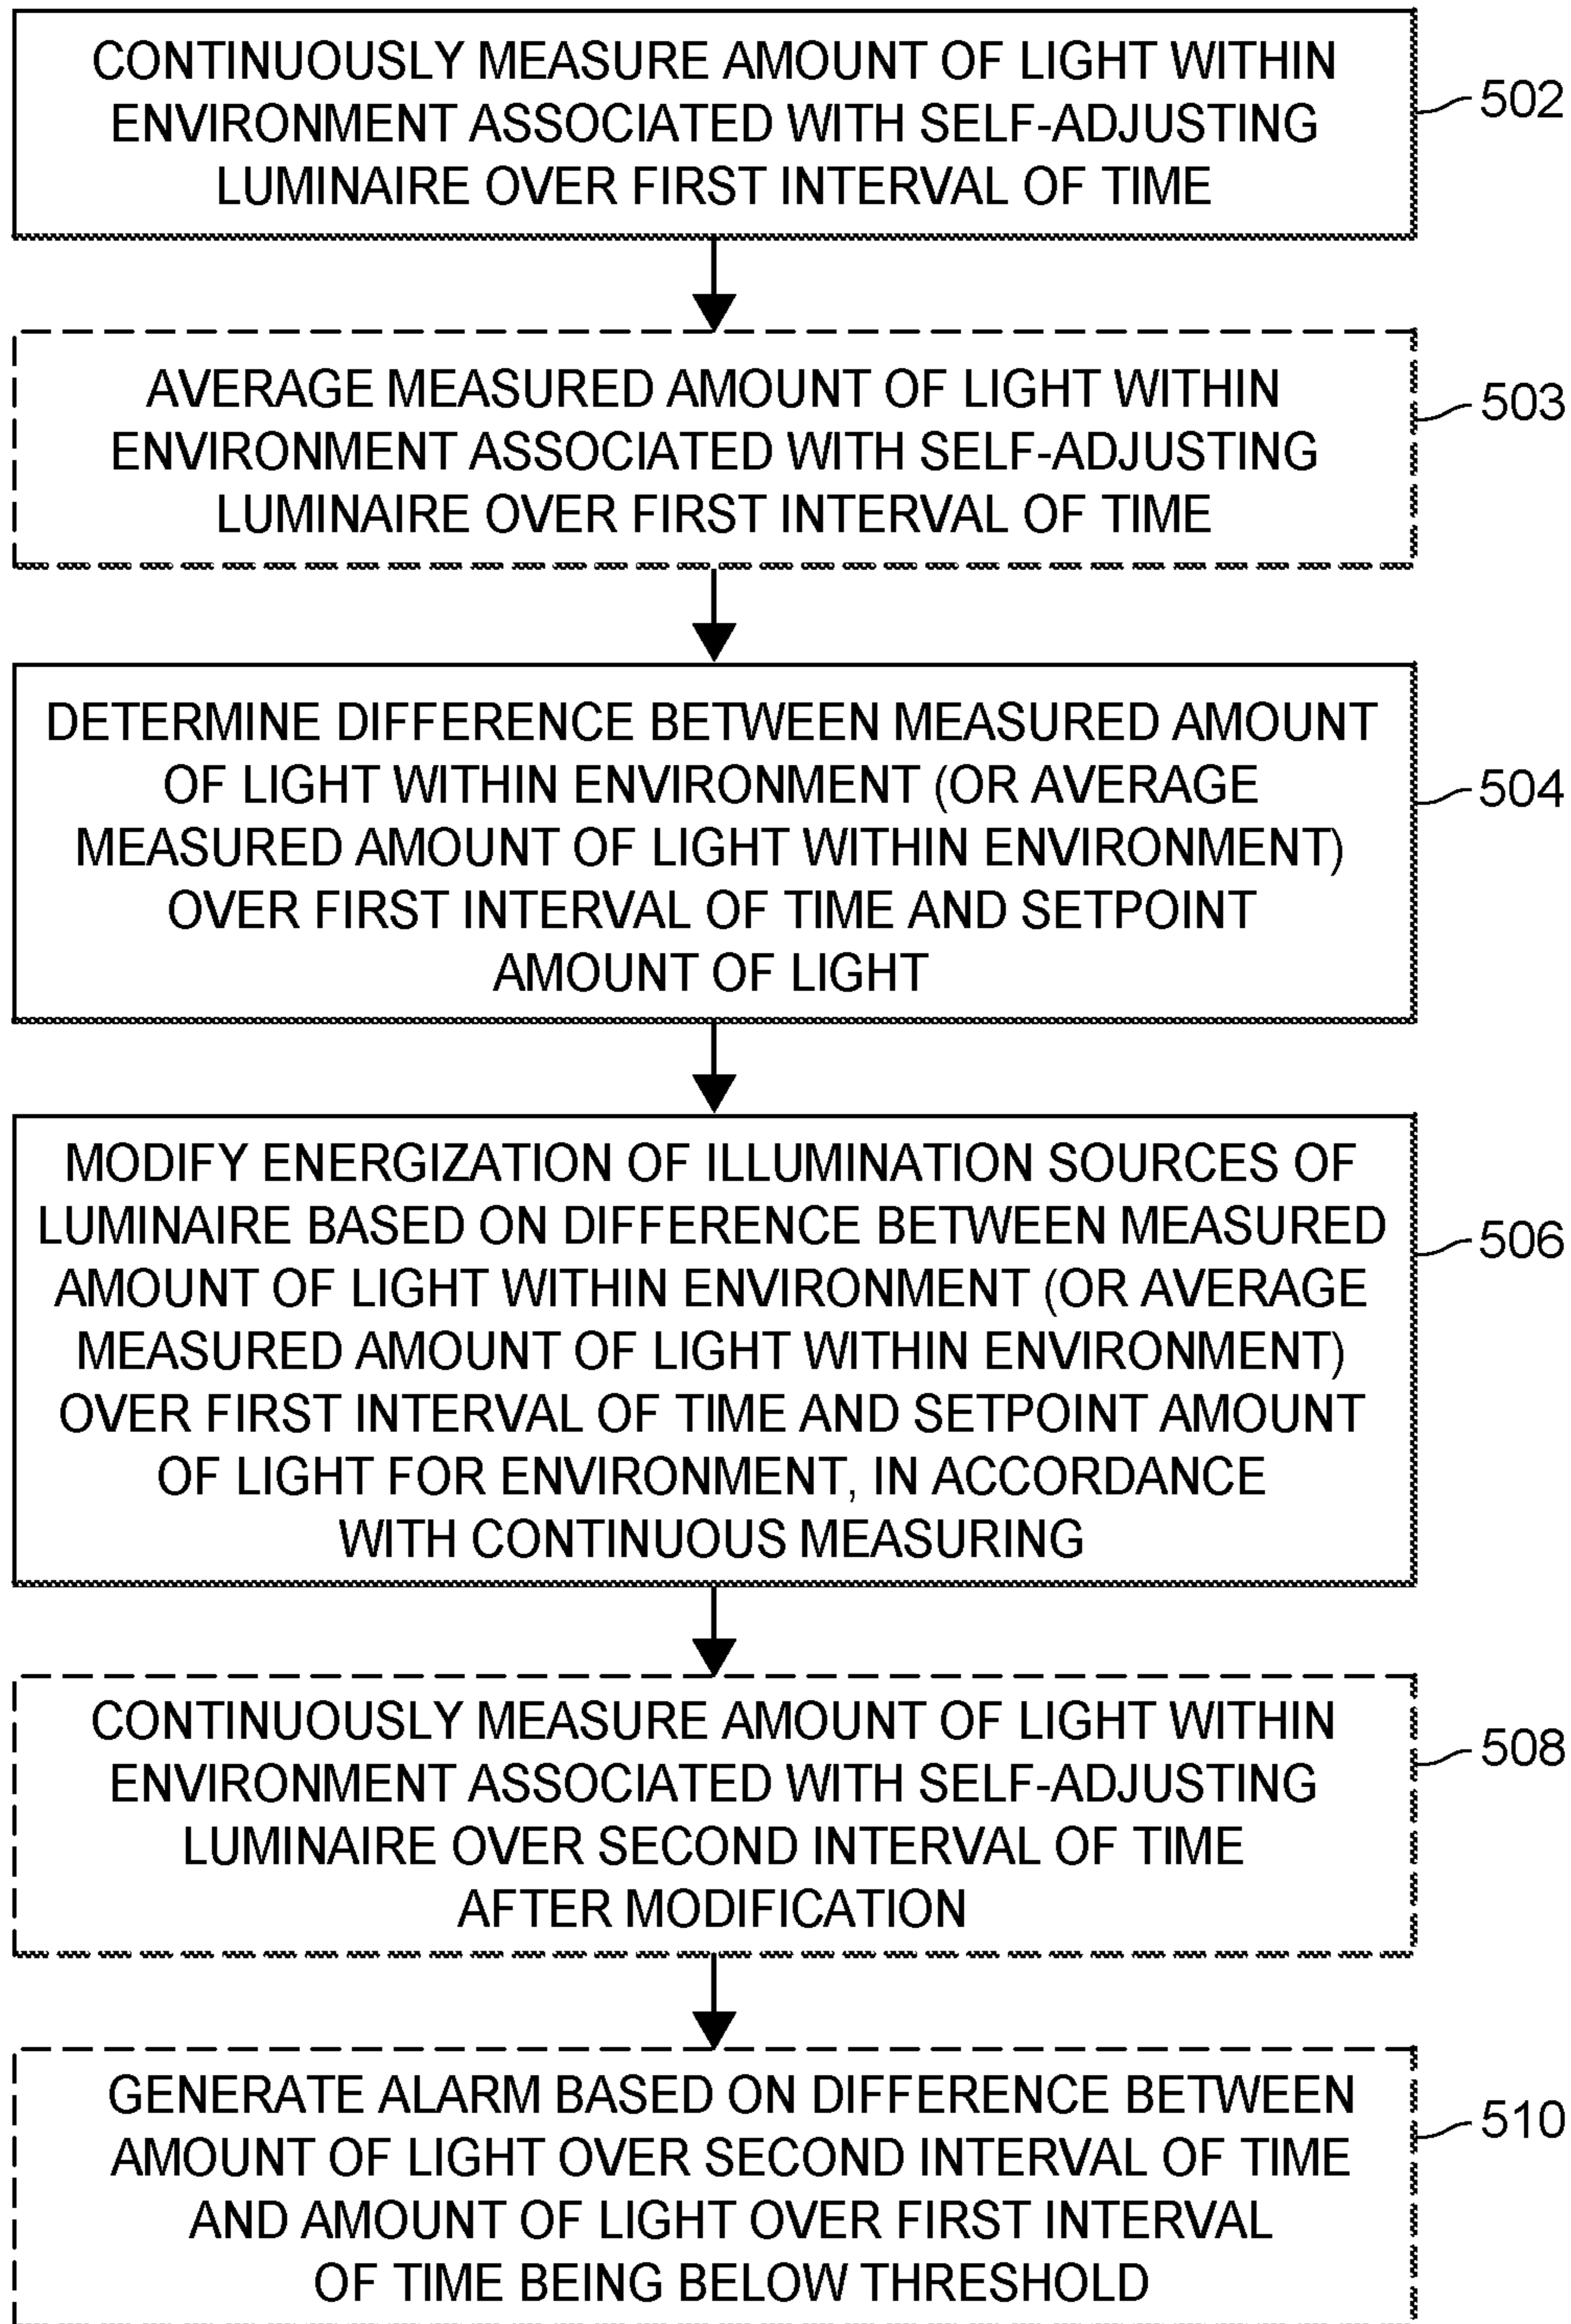 CONTINUOUSLY MEASURE AMOUNT OF LIGHT WITHIN
ENVIRONMENT ASSOCIATED WITH SELF-ADJUSTING
LUMINAIRE OVER FIRST INTERVAL OF TIME
502
AVERAGE MEASURED AMOUNT OF LIGHT WITHIN
ENVIRONMENT ASSOCIATED WITH SELF-ADJUSTING
LUMINAIRE OVER FIRST INTERVAL OF TIME
503
DETERMINE DIFFERENCE BETWEEN MEASURED AMOUNT
OF LIGHT WITHIN ENVIRONMENT (OR AVERAGE
MEASURED AMOUNT OF LIGHT WITHIN ENVIRONMENT)
OVER FIRST INTERVAL OF TIME AND SETPOINT
AMOUNT OF LIGHT
504
MODIFY ENERGIZATION OF ILLUMINATION SOURCES OF
LUMINAIRE BASED ON DIFFERENCE BETWEEN MEASURED
AMOUNT OF LIGHT WITHIN ENVIRONMENT (OR AVERAGE
MEASURED AMOUNT OF LIGHT WITHIN ENVIRONMENT)
OVER FIRST INTERVAL OF TIME AND SETPOINT AMOUNT
OF LIGHT FOR ENVIRONMENT, IN ACCORDANCE
WITH CONTINUOUS MEASURING
506
CONTINUOUSLY MEASURE AMOUNT OF LIGHT WITHIN
ENVIRONMENT ASSOCIATED WITH SELF-ADJUSTING
LUMINAIRE OVER SECOND INTERVAL OF TIME
AFTER MODIFICATION
508
GENERATE ALARM BASED ON DIFFERENCE BETWEEN
AMOUNT OF LIGHT OVER SECOND INTERVAL OF TIME
AND AMOUNT OF LIGHT OVER FIRST INTERVAL
OF TIME BEING BELOW THRESHOLD
510